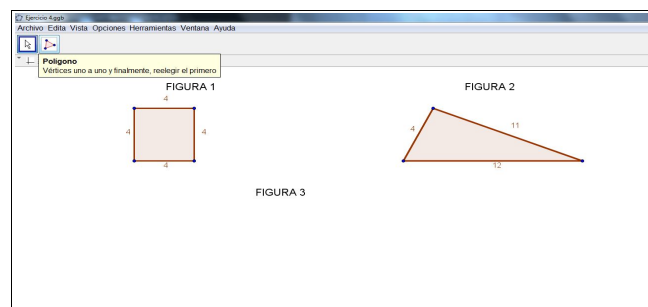 Ejercicio 4.ggb
Archivo Edita Vista Opciones Herramientas Ventana Ayuda
Polígono
Vértices uno a uno y finalmente, reelegir el primero
FIGURA 1
4
4
4
4
FIGURA 2
4
11
12
FIGURA 3